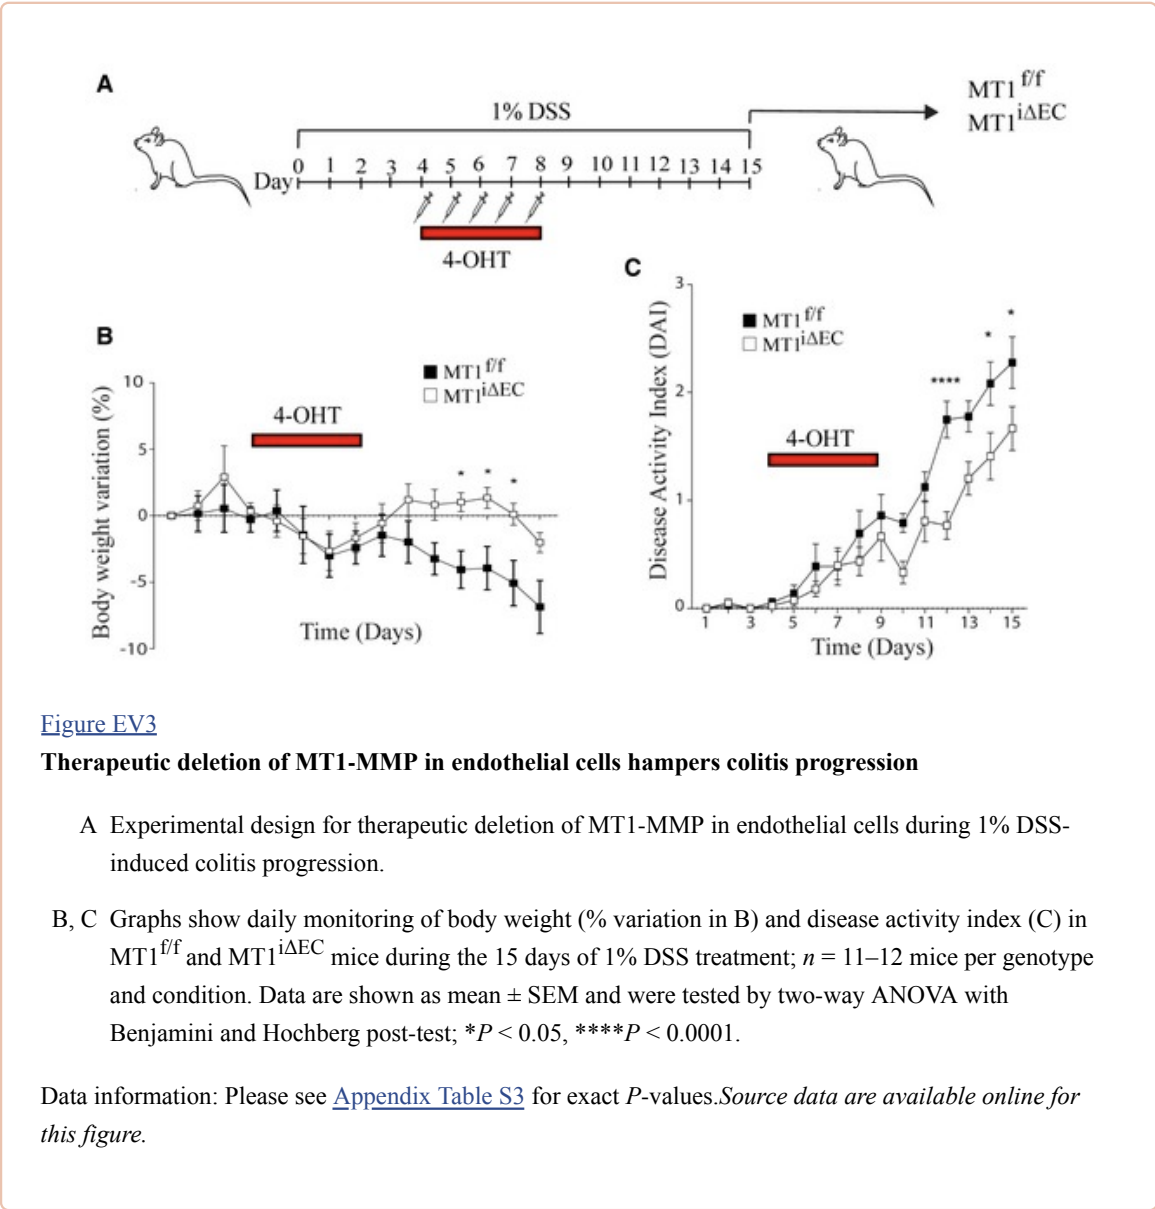 A
1% DSS
MT1f/f
MT1iΔEC
Day
0 1 2 3 4 5 6 7 8 9 10 11 12 13 14 15
4-OHT
B
MT1f/f
MT1iΔEC
10
5
0
-5
-10
Body weight variation (%)
4-OHT
* * *
Time (Days)
C
3
2
1
0
Disease Activity Index (DAI)
MT1f/f
MT1iΔEC
4-OHT
**** * *
1 3 5 7 9 11 13 15
Time (Days)
Figure EV3
Therapeutic deletion of MT1-MMP in endothelial cells hampers colitis progression
A Experimental design for therapeutic deletion of MT1-MMP in endothelial cells during 1% DSS-
induced colitis progression.
B, C Graphs show daily monitoring of body weight (% variation in B) and disease activity index (C) in
MT1f/f and MT1iΔEC mice during the 15 days of 1% DSS treatment; n = 11–12 mice per genotype
and condition. Data are shown as mean ± SEM and were tested by two-way ANOVA with
Benjamini and Hochberg post-test; *P < 0.05, ****P < 0.0001.
Data information: Please see Appendix Table S3 for exact P-values.Source data are available online for
this figure.